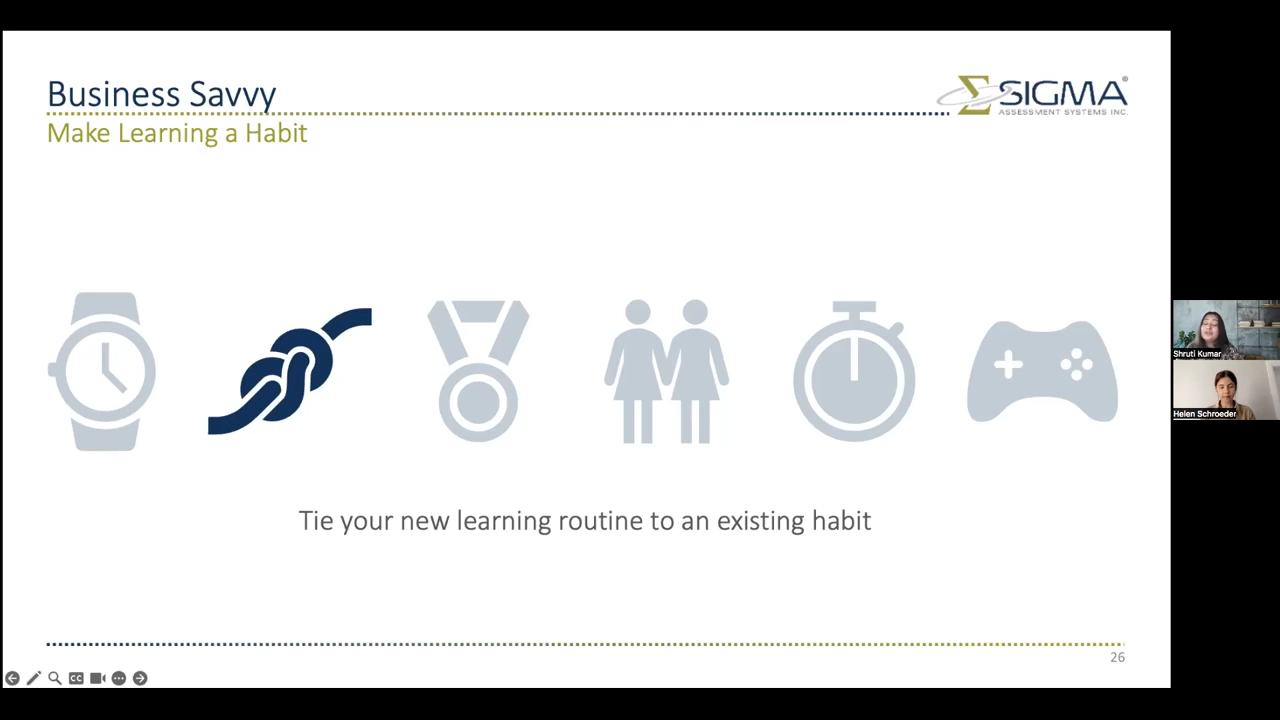 Business Savvy
Make Learning a Habit
SIGMA®
ASSESSMENT SYSTEMS INC.
Shruti Kumar
Helen Schroeder
Tie your new learning routine to an existing habit
26
CC